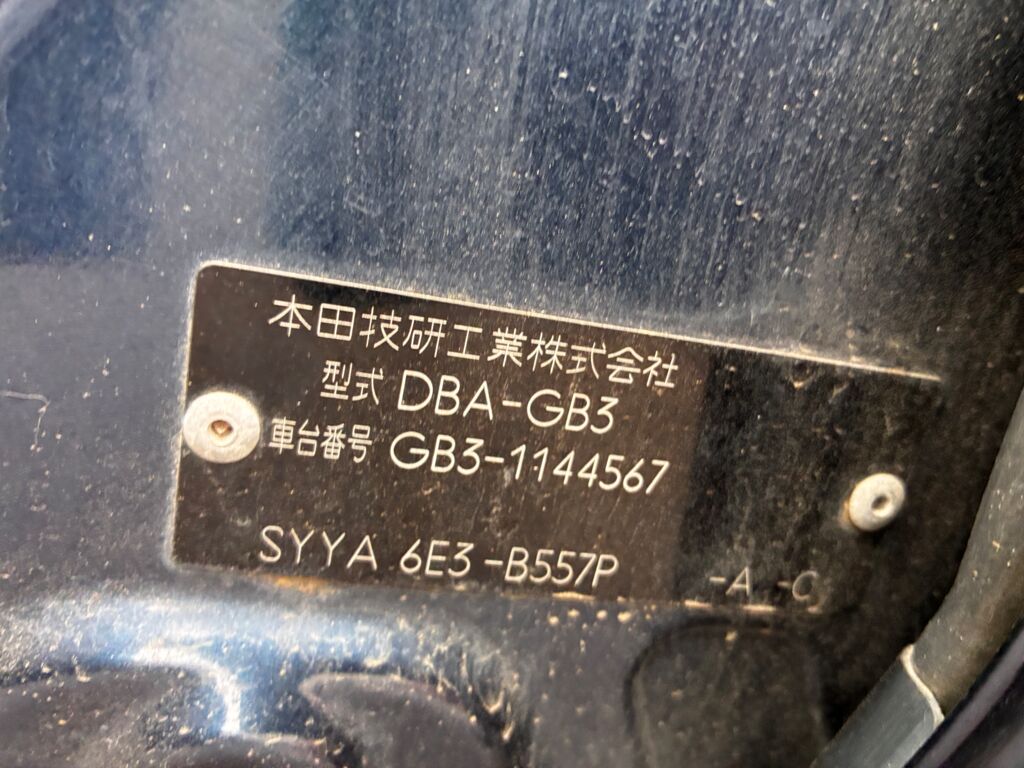 本田技研工業株式会社
型式 DBA-GB3
車台番号 GB3-1144567
SYYA 6E3-B557P -A -C